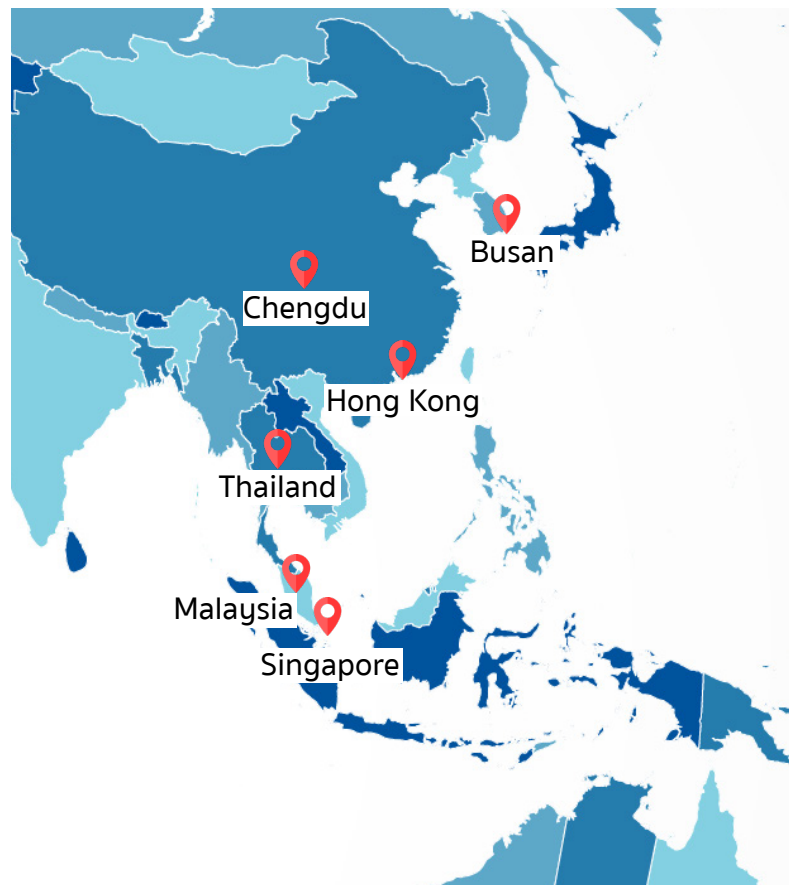 Busan
Chengdu
Hong Kong
Thailand
Malaysia
Singapore